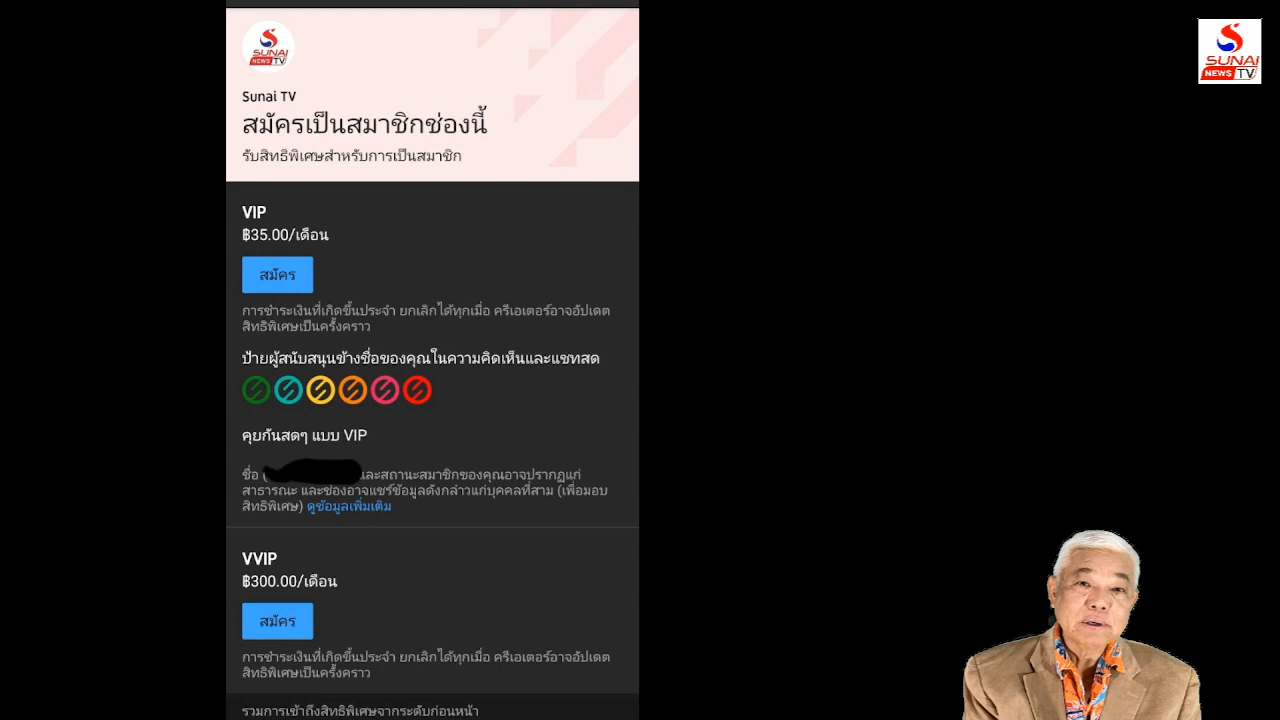 SUNAI
NEWS TV
Sunai TV
สมัครเป็นสมาชิกช่องนี้
รับสิทธิพิเศษสำหรับการเป็นสมาชิก
VIP
฿35.00/เดือน
สมัคร
การชำระเงินที่เกิดขึ้นประจำ ยกเลิกได้ทุกเมื่อ ครีเอเตอร์อาจอัปเดต
สิทธิพิเศษเป็นครั้งคราว
ป้ายผู้สนับสนุนข้างชื่อของคุณในความคิดเห็นและแชทสด
คุยกันสดๆ แบบ VIP
ชื่อ ( และสถานะสมาชิกของคุณอาจปรากฏแก่
สาธารณะ และช่องอาจแชร์ข้อมูลดังกล่าวแก่บุคคลที่สาม (เพื่อมอบ
สิทธิพิเศษ) ดูข้อมูลเพิ่มเติม
VVIP
฿300.00/เดือน
สมัคร
การชำระเงินที่เกิดขึ้นประจำ ยกเลิกได้ทุกเมื่อ ครีเอเตอร์อาจอัปเดต
สิทธิพิเศษเป็นครั้งคราว
รวมการเข้าถึงสิทธิพิเศษจากระดับก่อนหน้า
SUNAI
NEWS TV